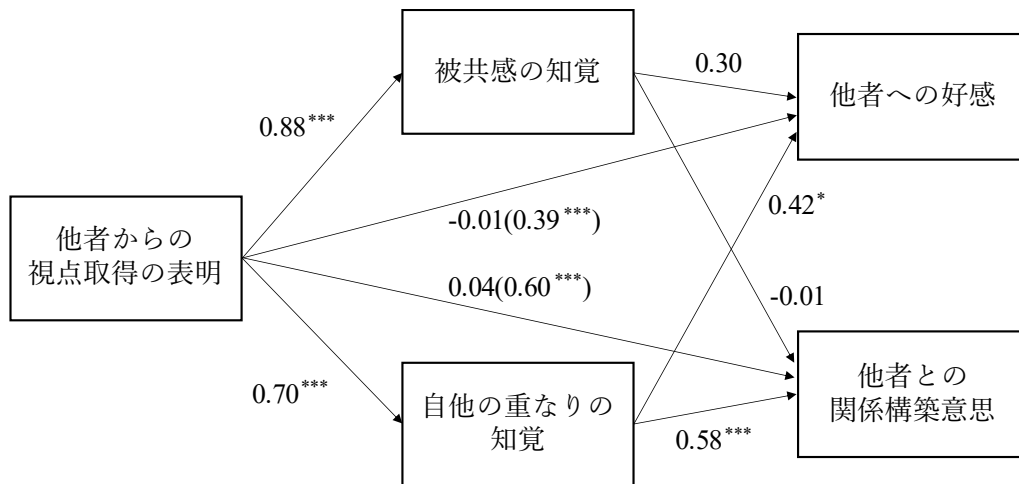 被共感の知覚
0.30
他者への好感
0.88***
0.42*
-0.01(0.39***)
他者からの
視点取得の表明
0.04(0.60***)
-0.01
他者との
関係構築意思
0.70***
自他の重なりの
知覚
0.58***